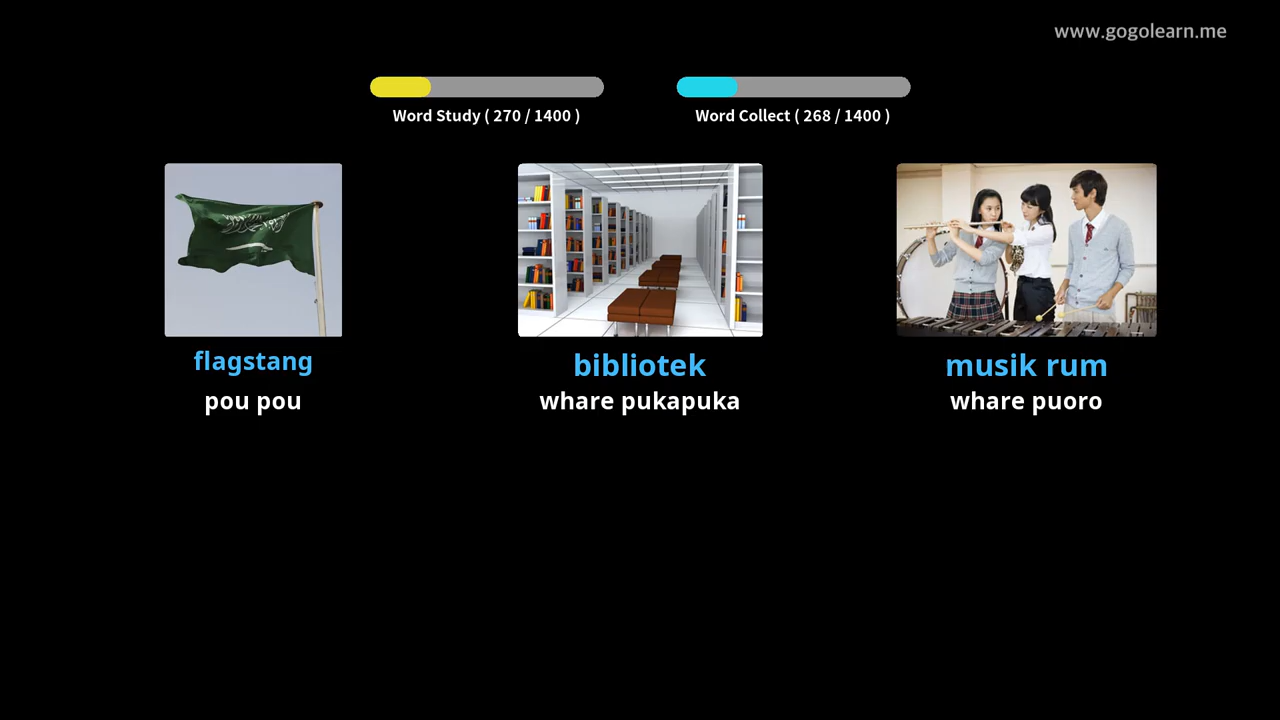 www.gogolearn.me
Word Study ( 270 / 1400 )
Word Collect ( 268 / 1400 )
flagstang
pou pou
bibliotek
whare pukapuka
musik rum
whare puoro